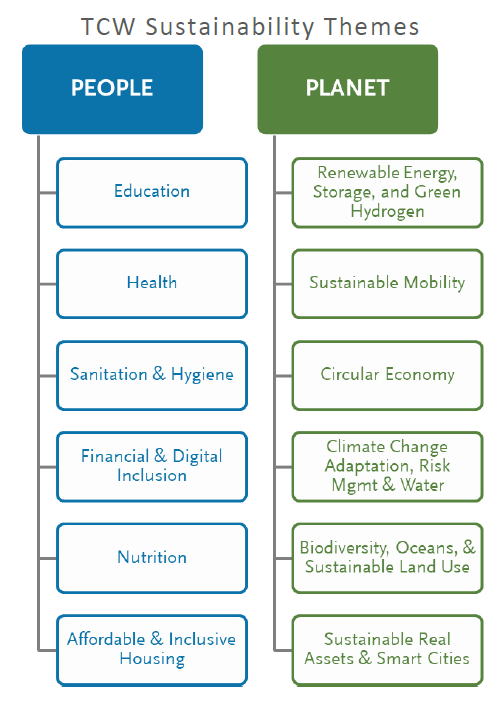 TCW Sustainability Themes
PEOPLE
Education
Health
Sanitation & Hygiene
Financial & Digital
Inclusion
Nutrition
Affordable & Inclusive
Housing
PLANET
Renewable Energy,
Storage, and Green
Hydrogen
Sustainable Mobility
Circular Economy
Climate Change
Adaptation, Risk
Mgmt & Water
Biodiversity, Oceans, &
Sustainable Land Use
Sustainable Real
Assets & Smart Cities